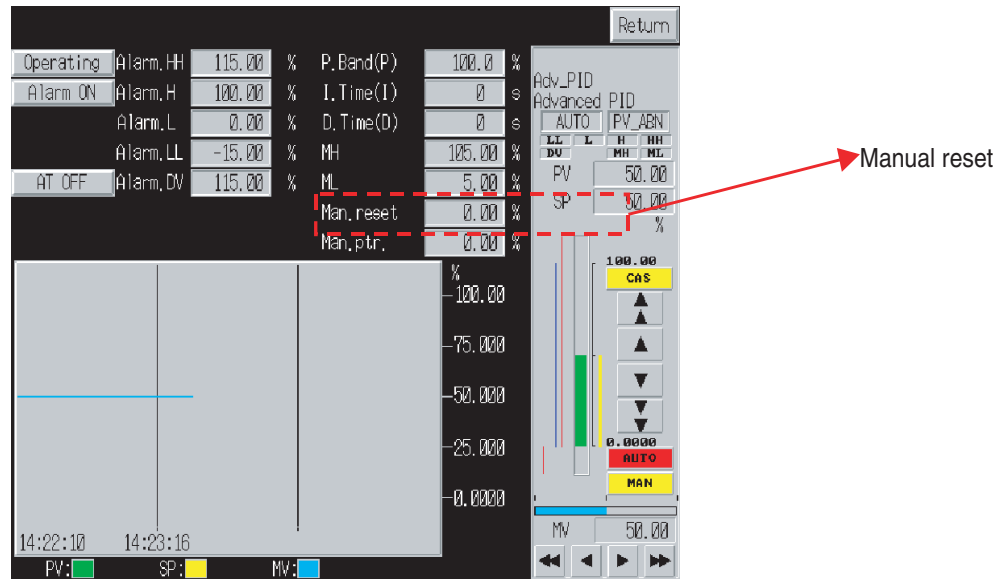 Return
Operating Alarm.HH 115.00 % P.Band(P) 100.0 %
Alarm ON Alarm.H 100.00 % I.Time(I) 0 s
Alarm.L 0.00 % D.Time(D) 0 s
Alarm.LL -15.00 % MH 105.00 %
AT OFF Alarm.DV 115.00 % ML 5.00 %
Man.reset 0.00 %
Man.ptr. 0.00 %
Adv_PID
Advanced PID
AUTO PV_ABN
LL L H HH
DV MH ML
PV 50.00
SP 50.00
%
Manual reset
%
100.00
75.000
50.000
25.000
0.0000
14:22:10 14:23:16
PV: SP: MV:
100.00
CAS
0.0000
AUTO
MAN
MV 50.00